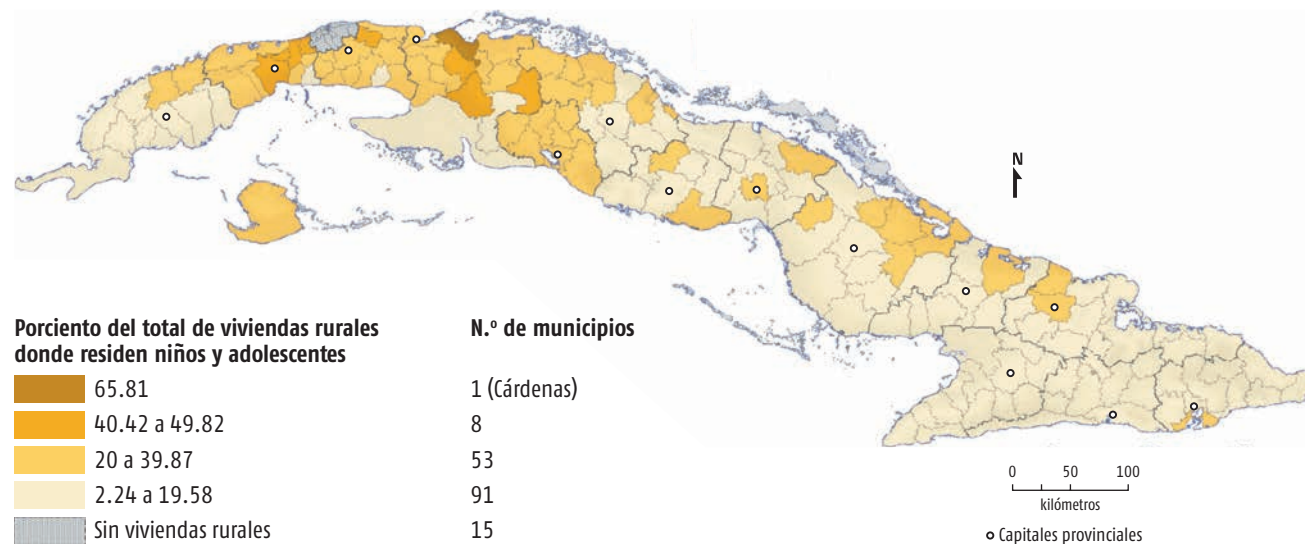 N
Porciento del total de viviendas rurales
donde residen niños y adolescentes
N.º de municipios
65.81
1 (Cárdenas)
40.42 a 49.82
8
20 a 39.87
53
2.24 a 19.58
91
Sin viviendas rurales
15
0 50 100
kilómetros
Capitales provinciales